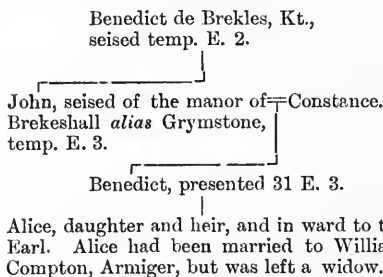 Benedict de Brekles, Kt.,
seised temp. E. 2.
John, seised of the manor of Constance.
Brekeshall alias Grymstone,
temp. E. 3.
Benedict, presented 31 E. 3.
Alice, daughter and heir, and in ward to
Earl. Alice had been married to
Compton, Armiger, but was left a widow.